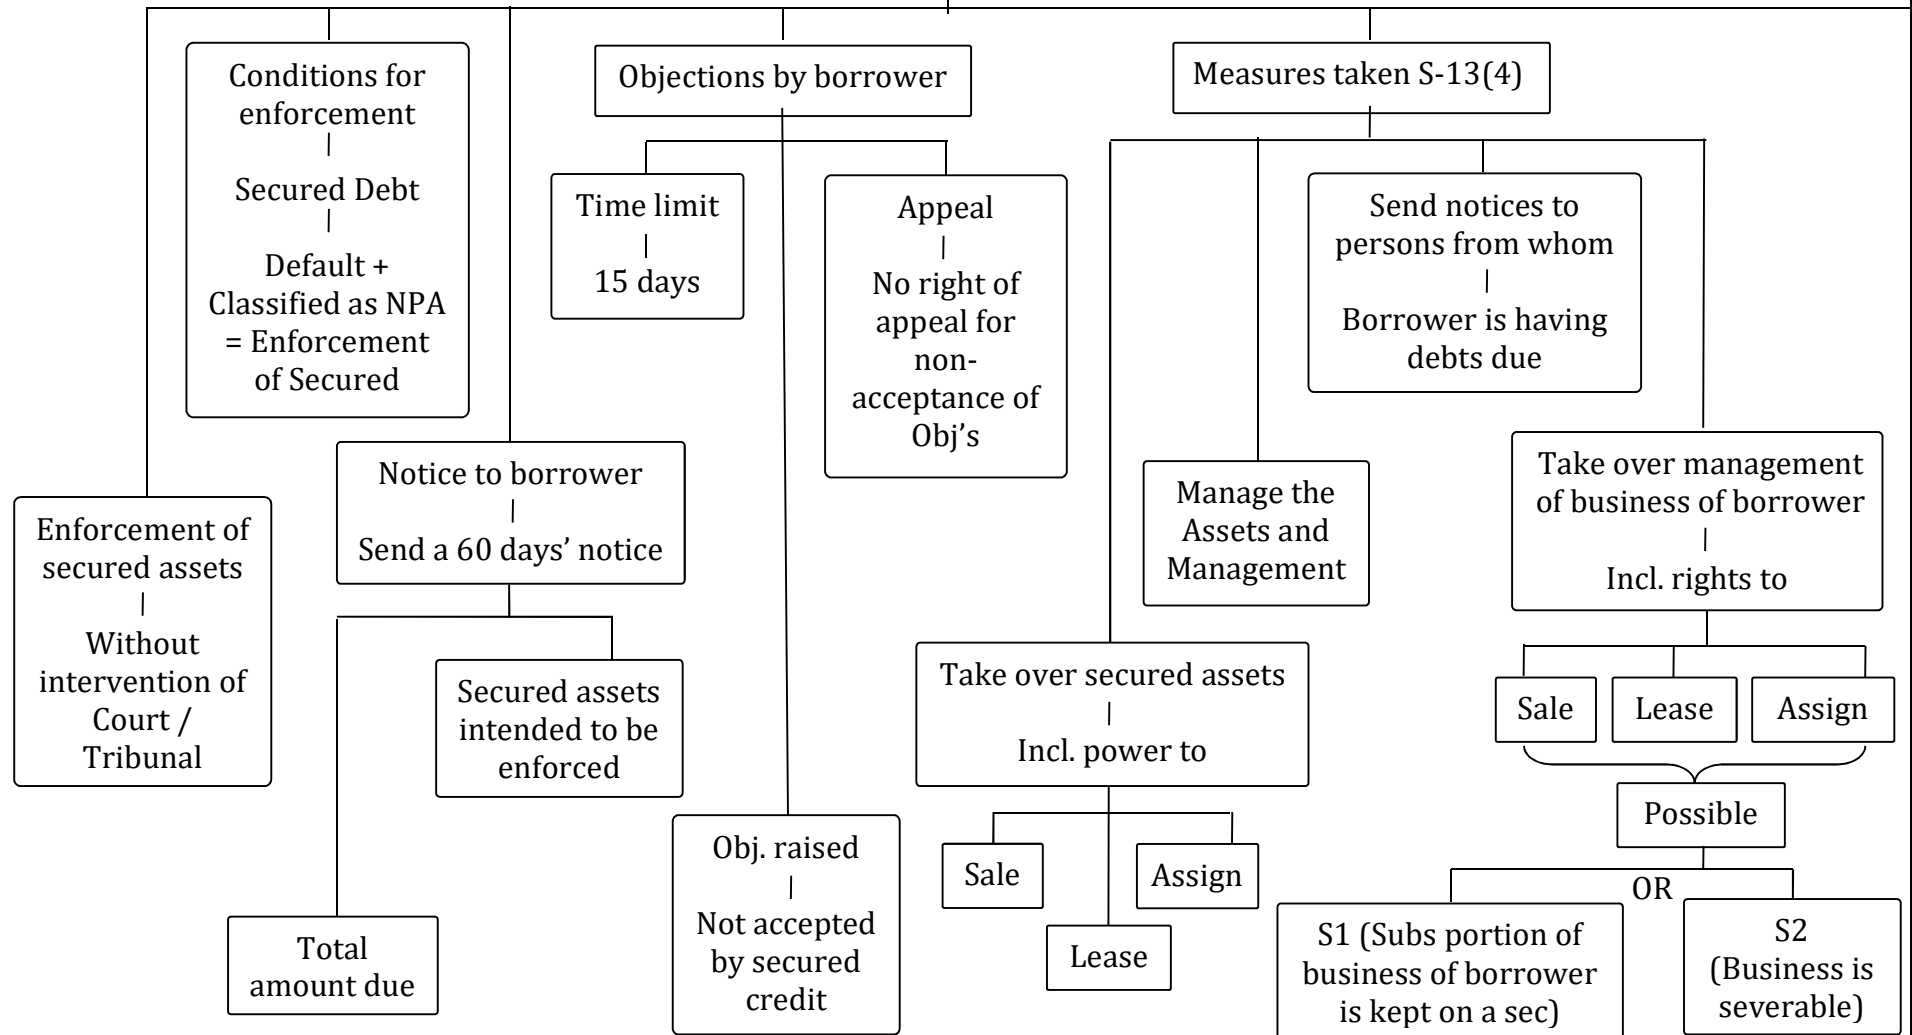 Conditions for
enforcement
Secured Debt
Default +
Classified as NPA
= Enforcement
of Secured
Objections by borrower
Measures taken S-13(4)
Time limit
15 days
Appeal
No right of
appeal for
non-
acceptance of
Obj’s
Send notices to
persons from whom
Borrower is having
debts due
Notice to borrower
Send a 60 days’ notice
Manage the
Assets and
Management
Take over management
of business of borrower
Incl. rights to
Enforcement of
secured assets
Without
intervention of
Court /
Tribunal
Secured assets
intended to be
enforced
Take over secured assets
Incl. power to
Sale
Lease
Assign
Possible
Obj. raised
Not accepted
by secured
credit
Sale
Assign
Lease
OR
Total
amount due
S1 (Subs portion of
business of borrower
is kept on a sec)
S2
(Business is
severable)